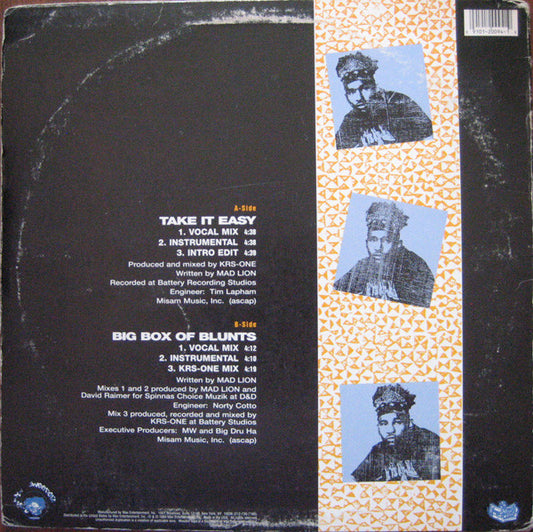 A-Side
TAKE IT EASY
1. VOCAL MIX 4:38
2. INSTRUMENTAL 4:38
3. INTRO EDIT 4:39
Produced and mixed by KRS-ONE
Written by MAD LION
Recorded at Battery Recording Studios
Engineer: Tim Lapham
Misam Music, Inc. (ascap)
B-Side
BIG BOX OF BLUNTS
1. VOCAL MIX 4:12
2. INSTRUMENTAL 4:10
3. KRS-ONE MIX 4:19
Written by MAD LION
Mixes 1 and 2 produced by MAD LION and
David Raimer for Spinnas Choice Muzik at D&D
Engineer: Norty Cotto
Mix 3 produced, recorded and mixed by
KRS-ONE at Battery Studios
Executive Producers: MW and Big Dru Ha
Misam Music, Inc. (ascap)